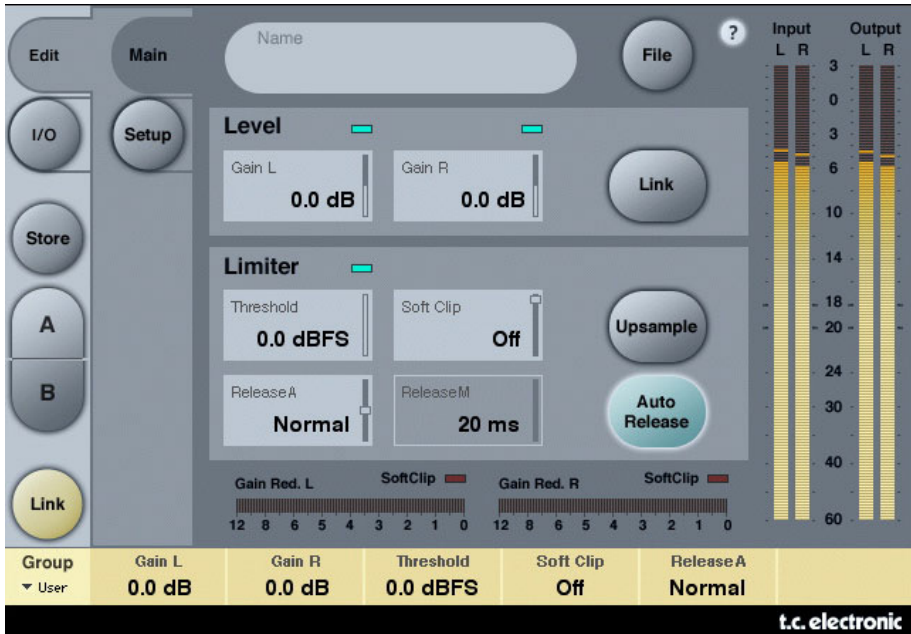 Edit
Main
Name
File
?
Input
Output
L R
L R
I/O
Setup
Level
Gain L
0.0 dB
Gain R
0.0 dB
Link
Store
Limiter
Threshold
0.0 dBFS
Soft Clip
Off
Upsample
A
B
ReleaseA
Normal
ReleaseM
20 ms
Auto
Release
Link
Gain Red. L
SoftClip
12 8 6 5 4 3 2 1 0
Gain Red. R
SoftClip
12 8 6 5 4 3 2 1 0
3
0
3
6
10
14
18
20
24
30
40
60
Group
User
Gain L
0.0 dB
Gain R
0.0 dB
Threshold
0.0 dBFS
Soft Clip
Off
ReleaseA
Normal
t.c. electronic